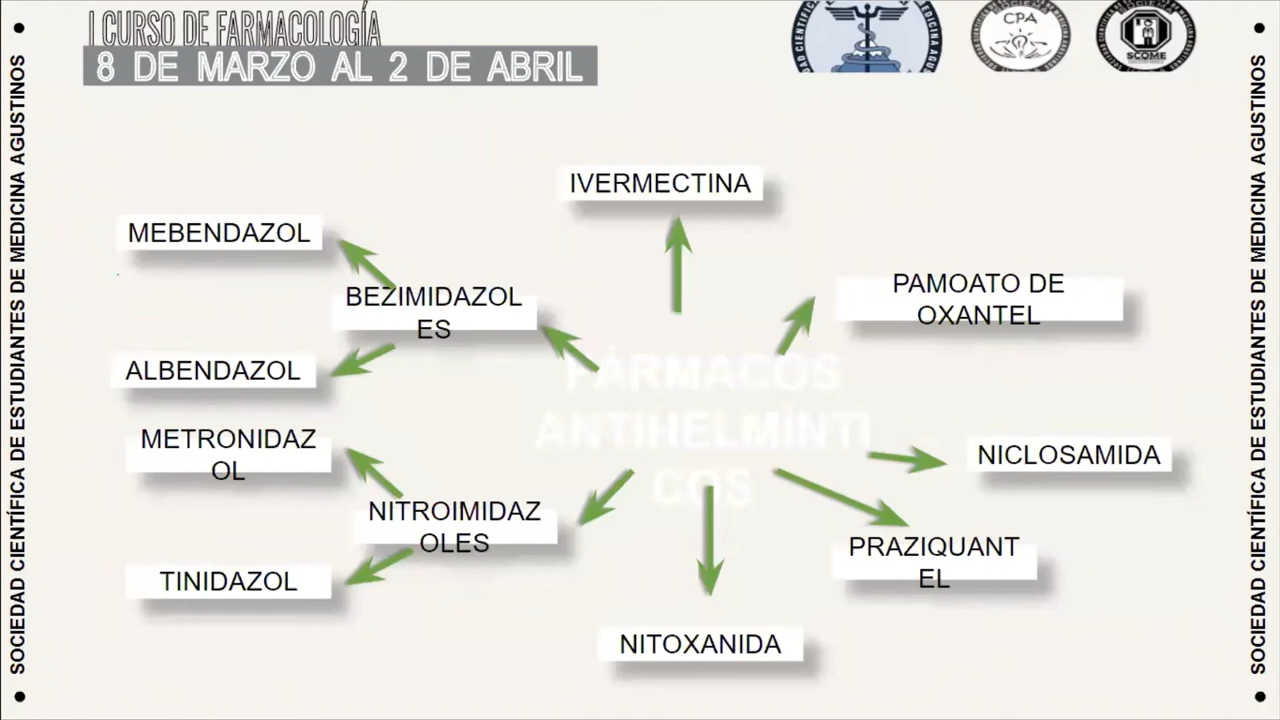 I CURSO DE FARMACOLOGÍA
8 DE MARZO AL 2 DE ABRIL
CPA
SCOME
SOCIEDAD CIENTÍFICA DE ESTUDIANTES DE MEDICINA AGUSTINOS
IVERMECTINA
MEBENDAZOL
BEZIMIDAZOL
ES
PAMOATO DE
OXANTEL
ALBENDAZOL
FÁRMACOS
ANTIHELMÍNTI
COS
METRONIDAZ
OL
NICLOSAMIDA
NITROIMIDAZ
OLES
PRAZIQUANT
EL
TINIDAZOL
NITOXANIDA
SOCIEDAD CIENTÍFICA DE ESTUDIANTES DE MEDICINA AGUSTINOS